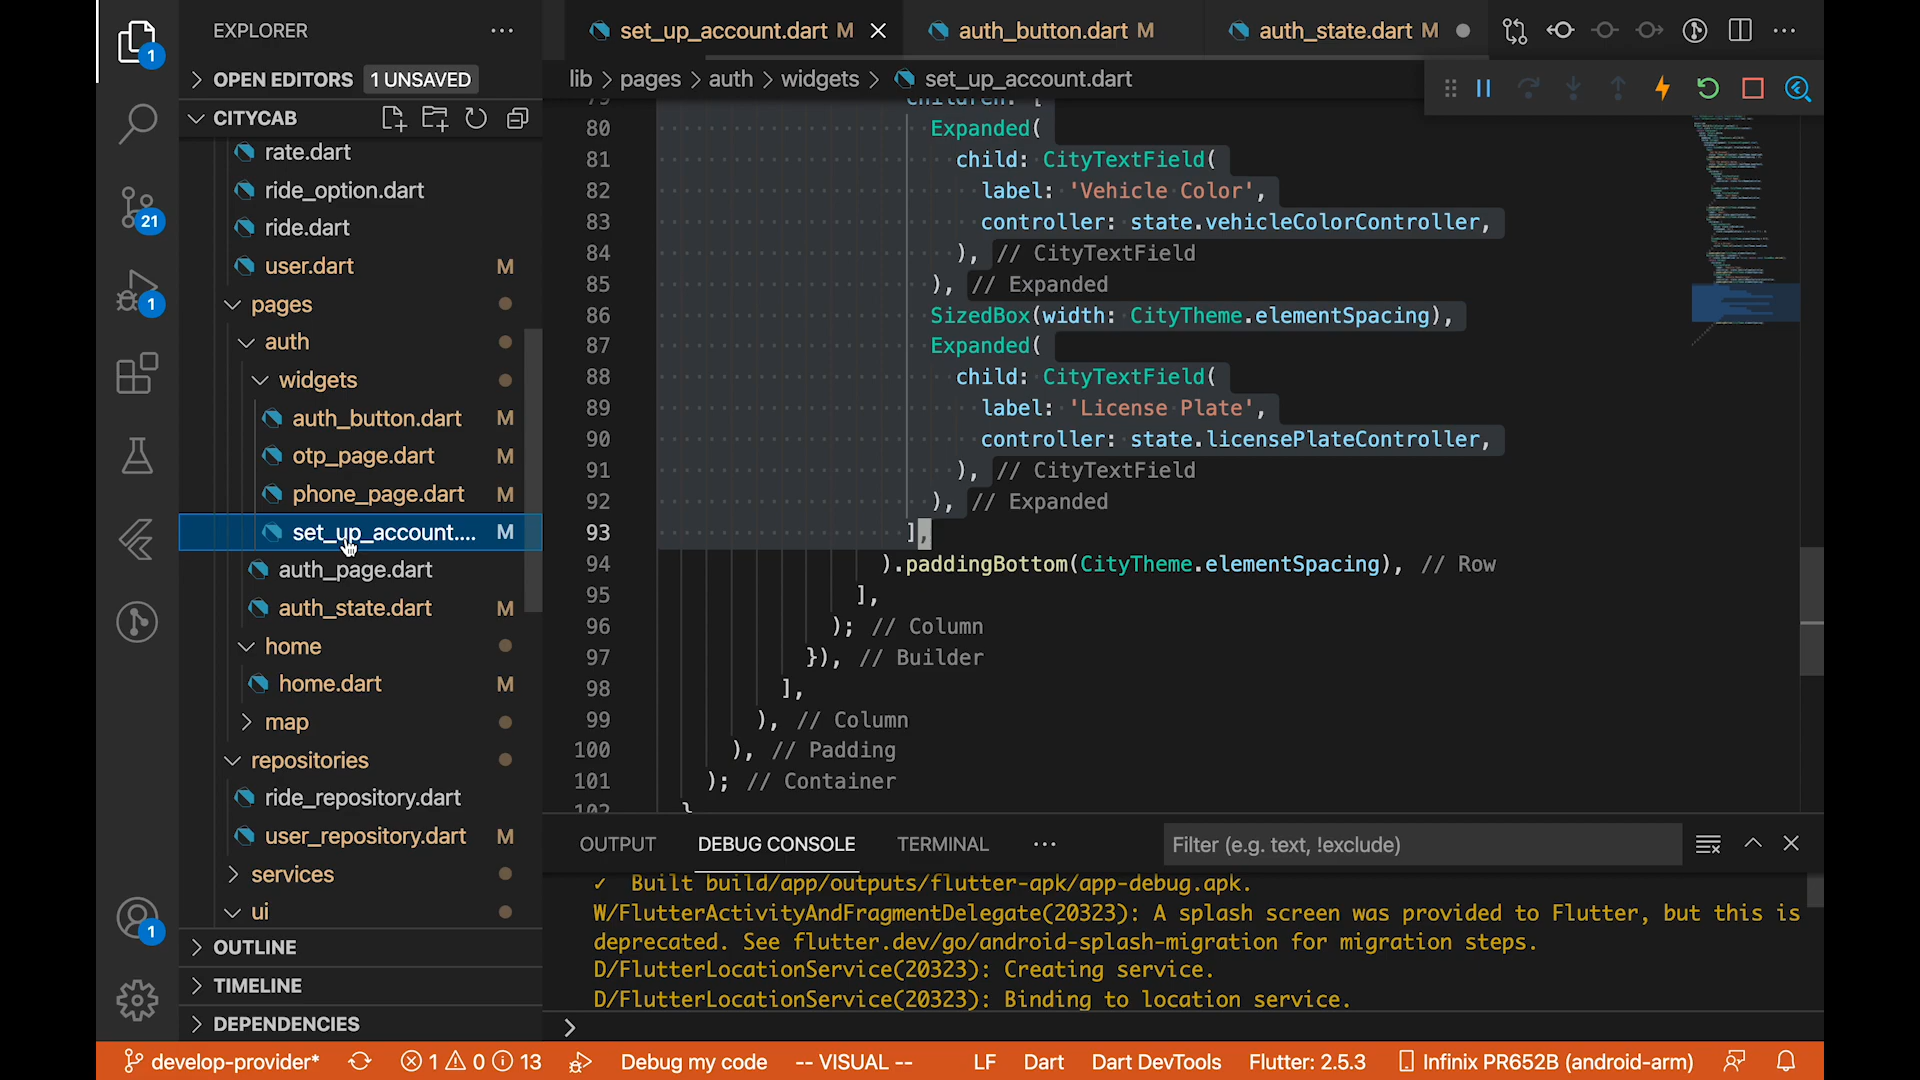 EXPLORER
OPEN EDITORS 1 UNSAVED
CITYCAB
rate.dart
ride_option.dart
ride.dart
user.dart M
pages
auth
widgets
auth_button.dart M
otp_page.dart M
phone_page.dart M
set_up_account.... M
auth_page.dart
auth_state.dart M
home
home.dart M
map
repositories
ride_repository.dart
user_repository.dart M
services
ui
OUTLINE
TIMELINE
DEPENDENCIES
1
21
1
1
set_up_account.dart M
auth_button.dart M
auth_state.dart M
lib > pages > auth > widgets > set_up_account.dart
79 children: [
80 Expanded(
81 child: CityTextField(
82 label: 'Vehicle Color',
83 controller: state.vehicleColorController,
84 ), // CityTextField
85 ), // Expanded
86 SizedBox(width: CityTheme.elementSpacing),
87 Expanded(
88 child: CityTextField(
89 label: 'License Plate',
90 controller: state.licensePlateController,
91 ), // CityTextField
92 ), // Expanded
93 ],
94 ).paddingBottom(CityTheme.elementSpacing), // Row
95 ],
96 ); // Column
97 }), // Builder
98 ],
99 ), // Column
100 ), // Padding
101 ); // Container
102 }
OUTPUT DEBUG CONSOLE TERMINAL ··· Filter (e.g. text, !exclude)
✓ Built build/app/outputs/flutter-apk/app-debug.apk.
W/FlutterActivityAndFragmentDelegate(20323): A splash screen was provided to Flutter, but this is
deprecated. See flutter.dev/go/android-splash-migration for migration steps.
D/FlutterLocationService(20323): Creating service.
D/FlutterLocationService(20323): Binding to location service.
develop-provider* 1 0 13 Debug my code -- VISUAL -- LF Dart Dart DevTools Flutter: 2.5.3 Infinix PR652B (android-arm)